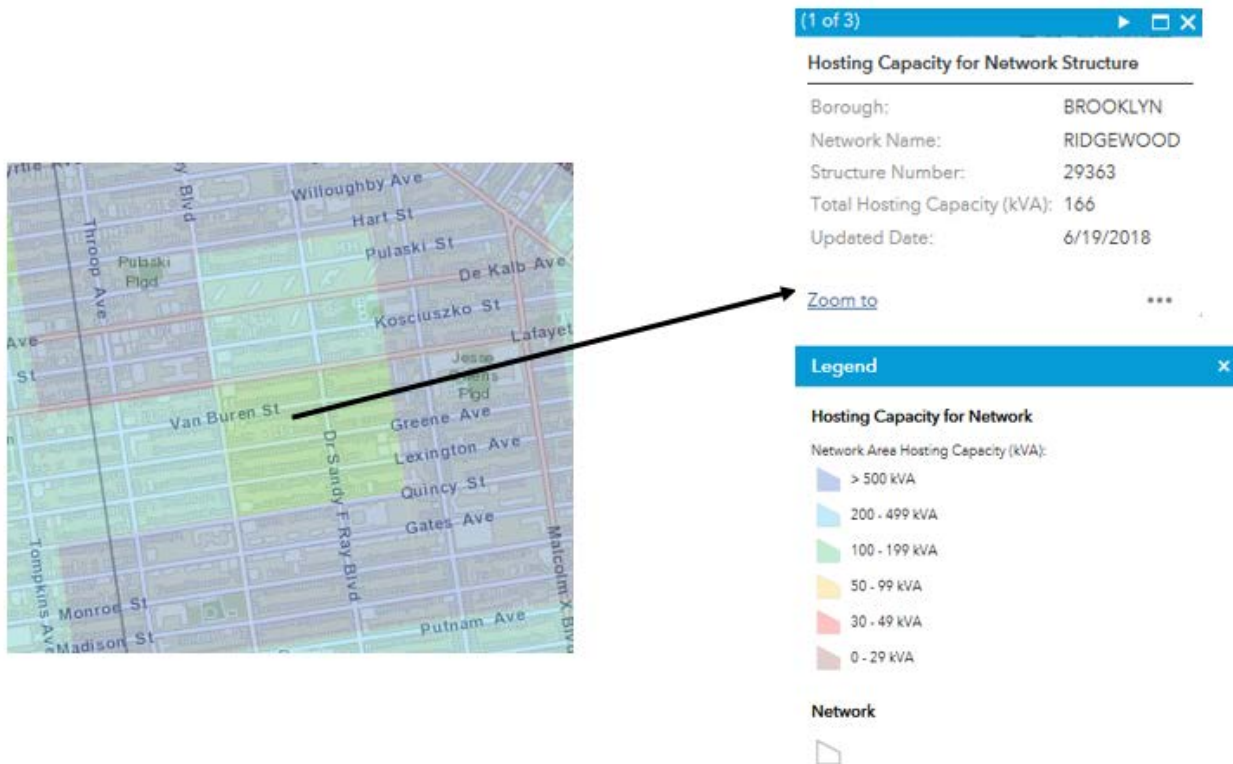 (1 of 3)
Hosting Capacity for Network Structure
Borough: BROOKLYN
Network Name: RIDGEWOOD
Structure Number: 29363
Total Hosting Capacity (kVA): 166
Updated Date: 6/19/2018
Zoom to
Willoughby Ave
Hart St
Pulaski St
De Kalb Ave
Kosciuszko St
Lafayet
Throop Ave
Blvd
Pulaski
Plgd
Ave
St
Van Buren St
Plgd
Greene Ave
Lexington Ave
Quincy St
Gates Ave
Dr Sandy F Ray Blvd
Malcolm X Blv
Tompkins Av
Monroe St
Madison St
Putnam Ave
Legend
Hosting Capacity for Network
Network Area Hosting Capacity (kVA):
> 500 kVA
200 - 499 kVA
100 - 199 kVA
50 - 99 kVA
30 - 49 kVA
0 - 29 kVA
Network